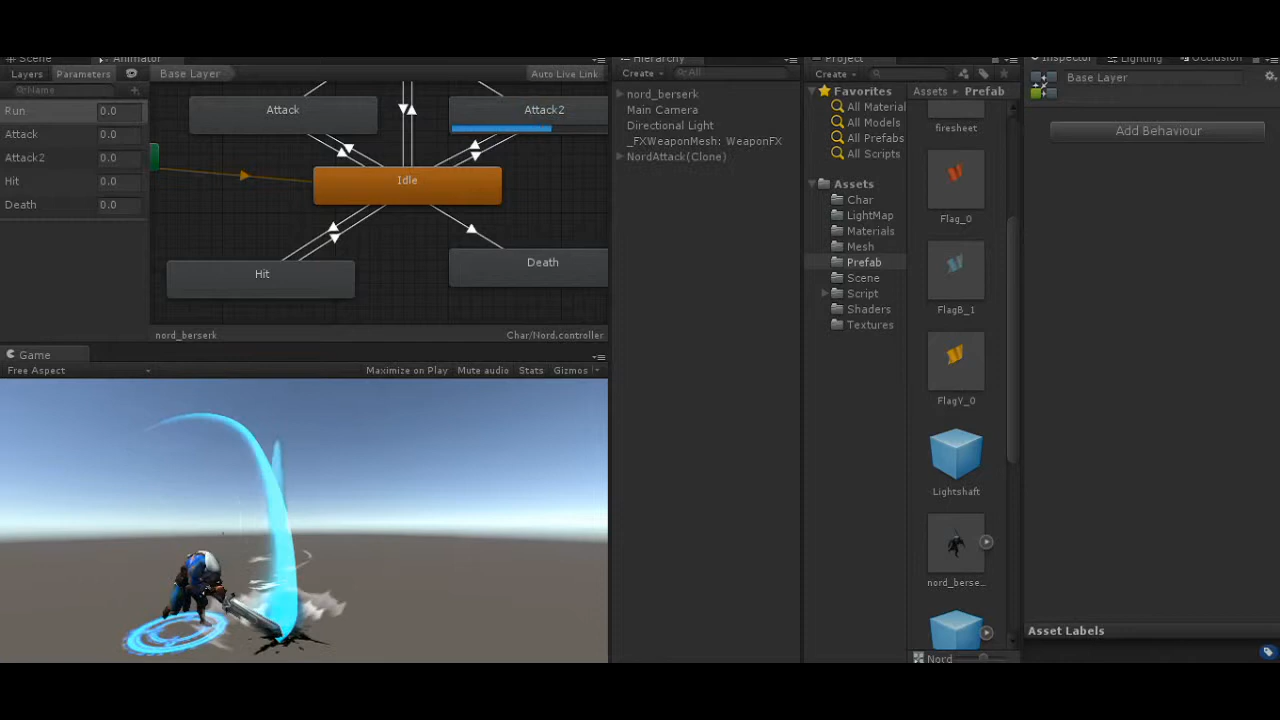 Scene
Animator
Layers
Parameters
Name
Base Layer
Auto Live Link
Run 0.0
Attack 0.0
Attack2 0.0
Hit 0.0
Death 0.0
Attack
Attack2
Idle
Hit
Death
nord_berserk
Char/Nord.controller
Game
Free Aspect
Maximize on Play
Mute audio
Stats
Gizmos
Hierarchy
Create
All
nord_berserk
Main Camera
Directional Light
_FXWeaponMesh: WeaponFX
NordAttack(Clone)
Project
Create
Favorites
All Material
All Models
All Prefabs
All Scripts
Assets
Char
LightMap
Materials
Mesh
Prefab
Scene
Script
Shaders
Textures
Assets
Prefab
firesheet
Flag_0
FlagB_1
FlagY_0
Lightshaft
nord_berse...
Nord
Inspector
Lighting
Occlusion
Base Layer
Add Behaviour
Asset Labels